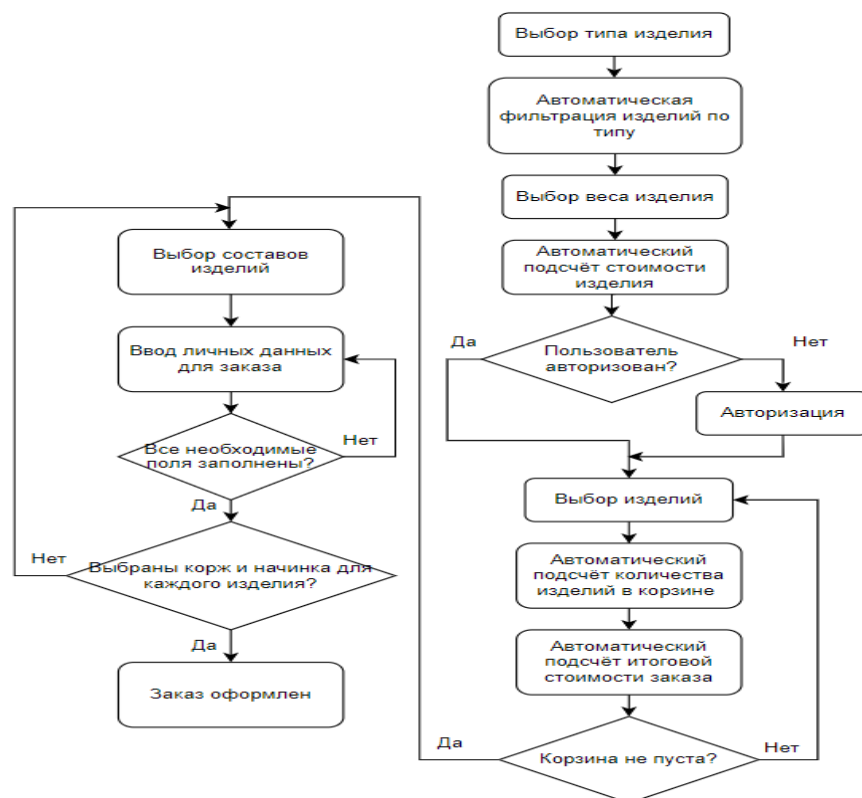 Выбор типа изделия
Автоматическая
фильтрация изделий по
типу
Выбор веса изделия
Автоматический
подсчёт стоимости
изделия
Пользователь
авторизован?
Да
Нет
Авторизация
Выбор изделий
Автоматический
подсчёт количества
изделий в корзине
Автоматический
подсчёт итоговой
стоимости заказа
Корзина не пуста?
Да
Нет
Выбор составов
изделий
Ввод личных данных
для заказа
Все необходимые
поля заполнены?
Нет
Да
Выбраны корж и начинка для
каждого изделия?
Нет
Да
Заказ оформлен